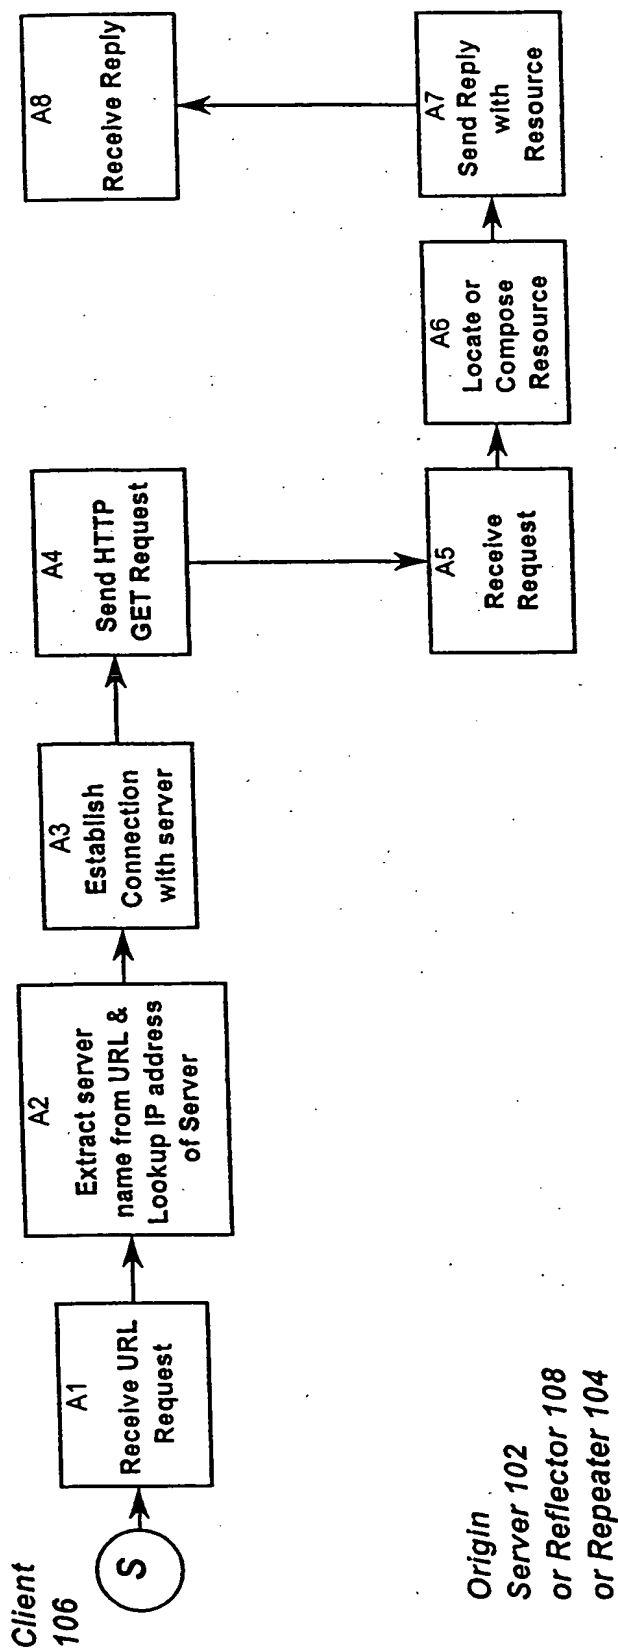 Client
106
S
A1
Receive URL
Request
A2
Extract server
name from URL &
Lookup IP address
of Server
A3
Establish
Connection
with server
A4
Send HTTP
GET Request
A5
Receive
Request
A6
Locate or
Compose
Resource
A7
Send Reply
with
Resource
A8
Receive Reply
Origin
Server 102
or Reflector 108
or Repeater 104